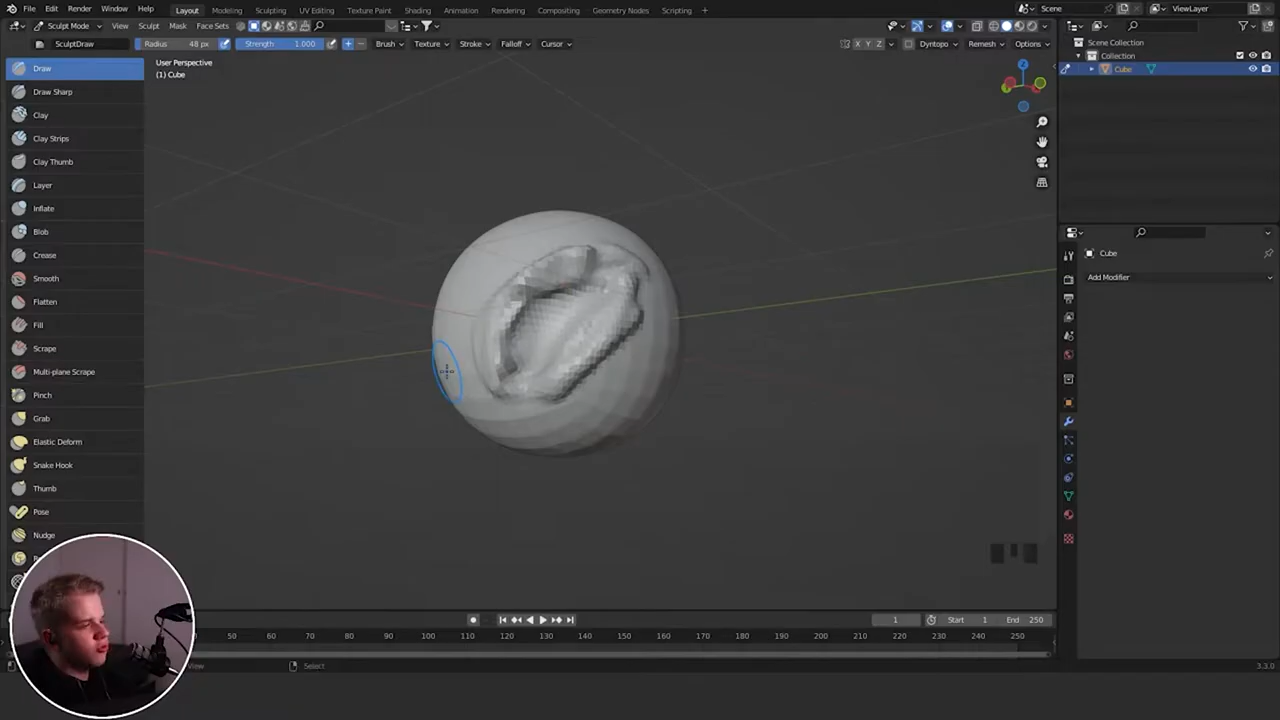 File Edit Render Window Help Layout Modeling Sculpting UV Editing Texture Paint Shading Animation Rendering Compositing Geometry Nodes Scripting + Scene ViewLayer
Sculpt Mode View Sculpt Mask Face Sets Options
SculptDraw Radius 48 px Strength 1.000 + − Brush Texture Stroke Falloff Cursor X Y Z Dyntopo Remesh Options
Scene Collection
Collection
Cube
User Perspective
(1) Cube
Z
Draw
Draw Sharp
Clay
Clay Strips
Clay Thumb
Layer
Inflate
Blob
Crease
Smooth
Flatten
Fill
Scrape
Multi-plane Scrape
Pinch
Grab
Elastic Deform
Snake Hook
Thumb
Pose
Nudge
Cube
Add Modifier
1 Start 1 End 250
50 60 70 80 90 100 110 120 130 140 150 160 170 180 190 200 210 220 230 240 250
View Select 3.3.0